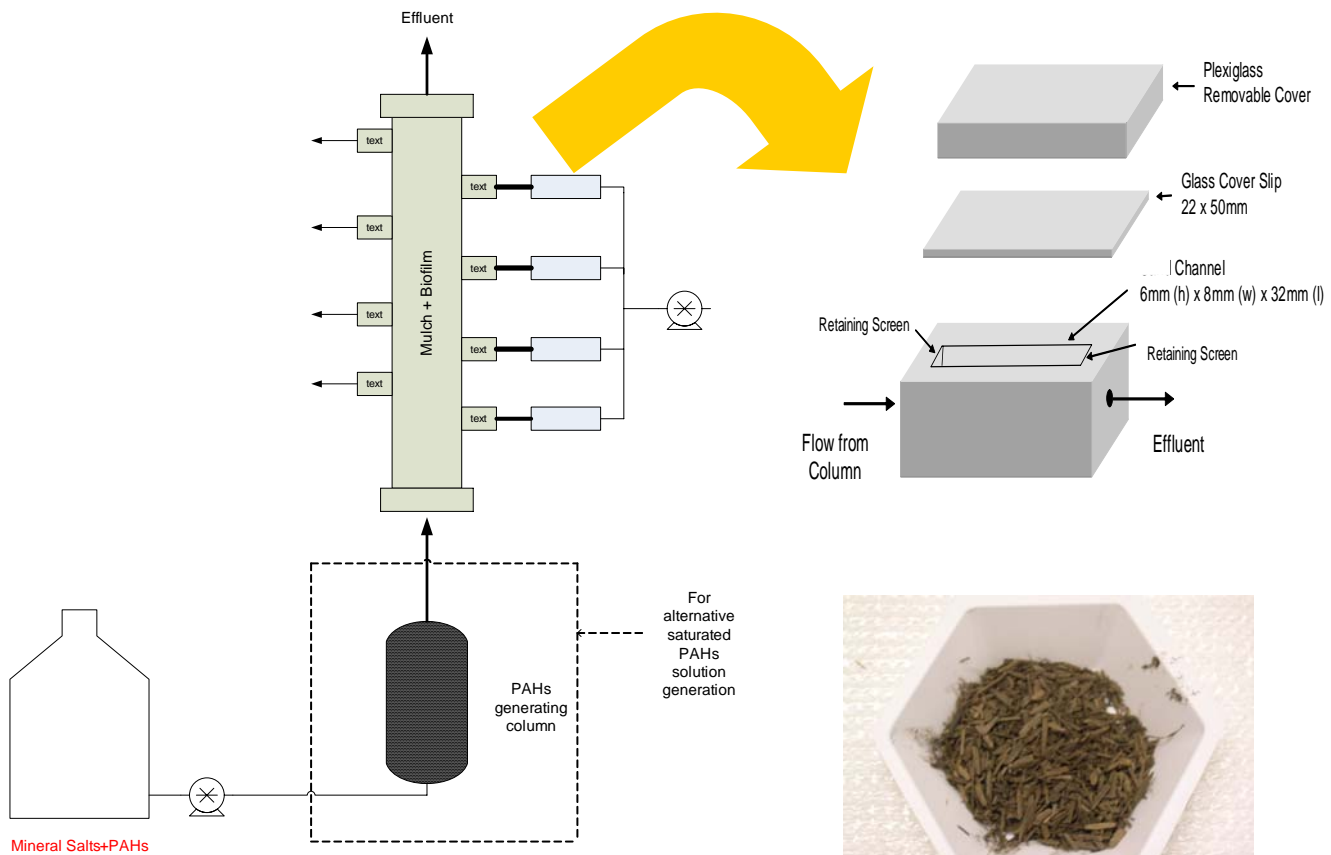 Effluent
Plexiglass
Removable Cover
text
text
Glass Cover Slip
22 x 50mm
text
text
Mulch + Biofilm
Channel
6mm (h) x 8mm (w) x 32mm (l)
text
Retaining Screen
text
Retaining Screen
text
text
Flow from
Column
Effluent
For
alternative
saturated
PAHs
solution
generation
PAHs
generating
column
Mineral Salts+PAHs